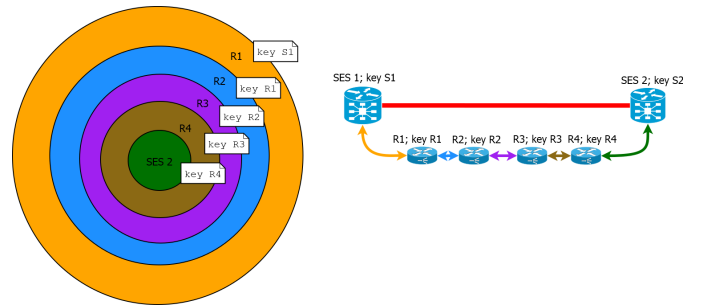 R1
key S1
R2
key R1
R3
key R2
R4
key R3
SES 2
key R4
SES 1; key S1
SES 2; key S2
R1; key R1
R2; key R2
R3; key R3
R4; key R4